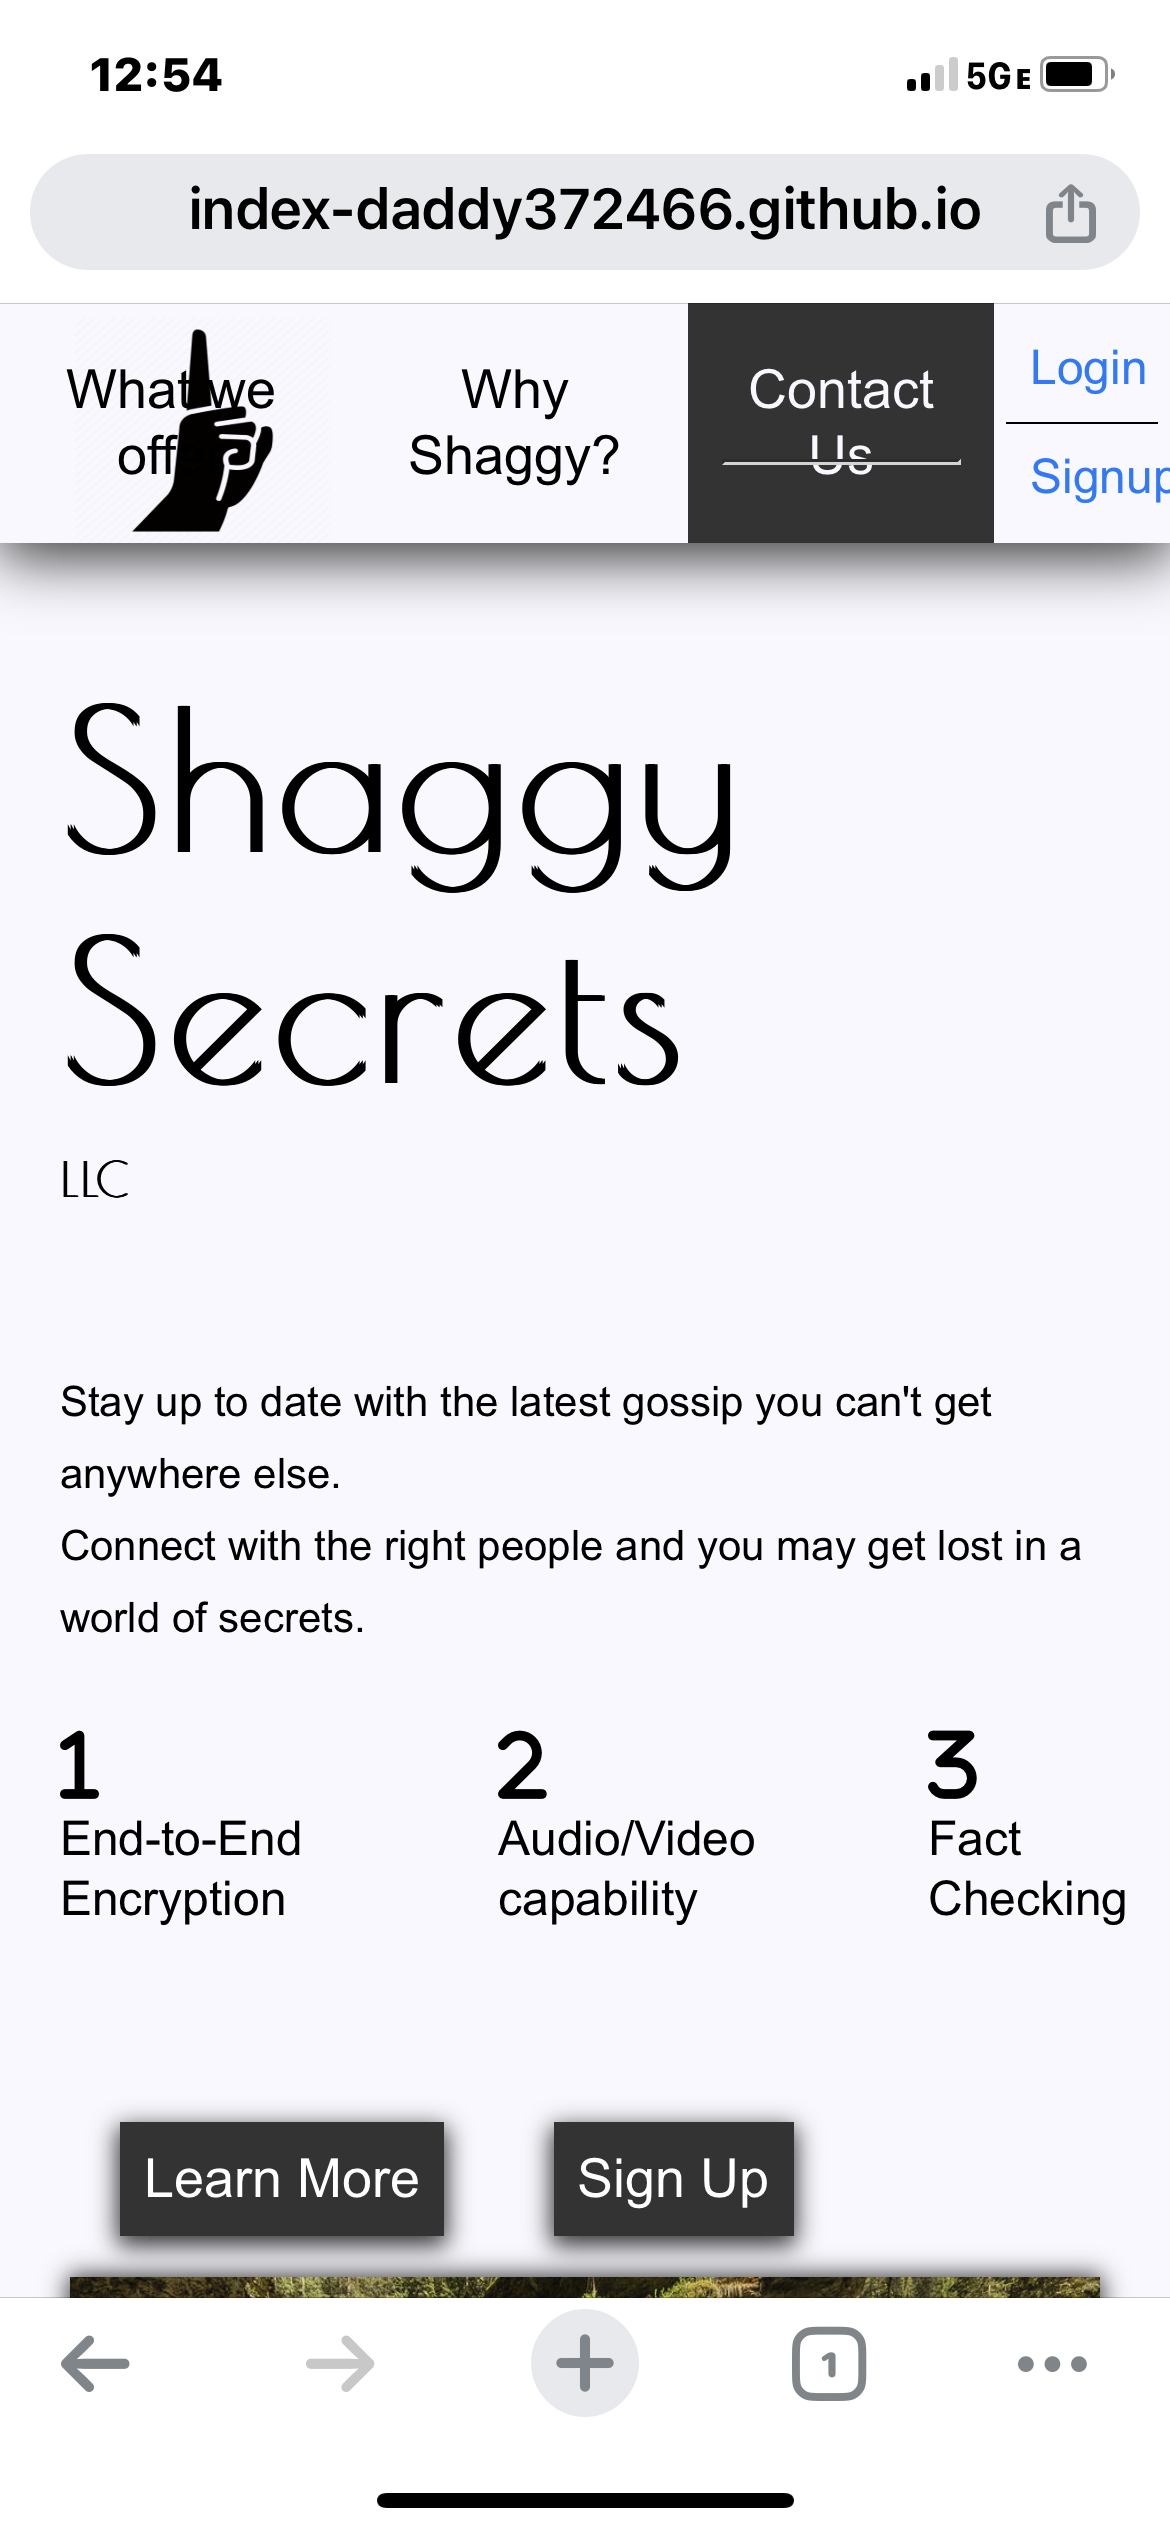 12:54
5GE
index-daddy372466.github.io
What we
off
Why
Shaggy?
Contact
Us
Login
Signup
Shaggy
Secrets
LLC
Stay up to date with the latest gossip you can't get
anywhere else.
Connect with the right people and you may get lost in a
world of secrets.
1
End-to-End
Encryption
2
Audio/Video
capability
3
Fact
Checking
Learn More
Sign Up
1